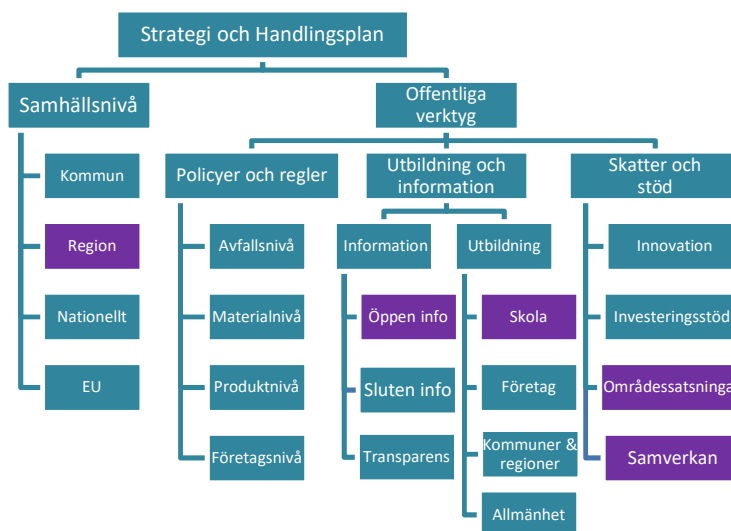 Strategi och Handlingsplan
Samhällsnivå
Offentliga
verktyg
Kommun
Region
Nationellt
EU
Policyer och regler
Utbildning och
information
Skatter och
stöd
Avfallsnivå
Materialnivå
Produktnivå
Företagsnivå
Information
Utbildning
Öppen info
Sluten info
Transparens
Skola
Företag
Kommuner &
regioner
Allmänhet
Innovation
Investeringsstöd
Områdessatsninga
Samverkan